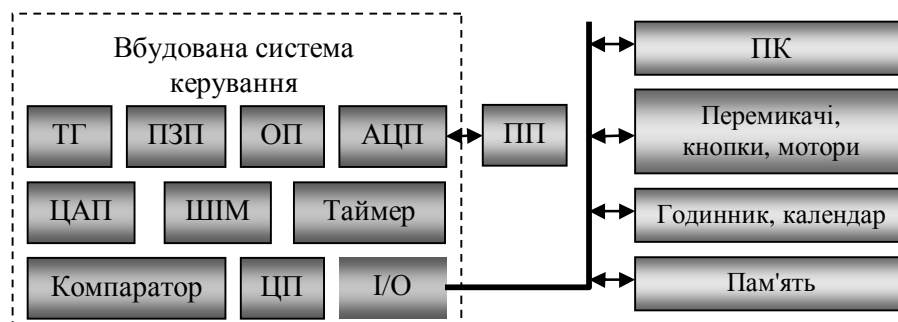 Вбудована система
керування
ТГ ПЗП ОП АЦП ПП
ЦАП ШІМ Таймер
Компаратор ЦП I/O
ПК
Перемикачі,
кнопки, мотори
Годинник, календар
Пам'ять